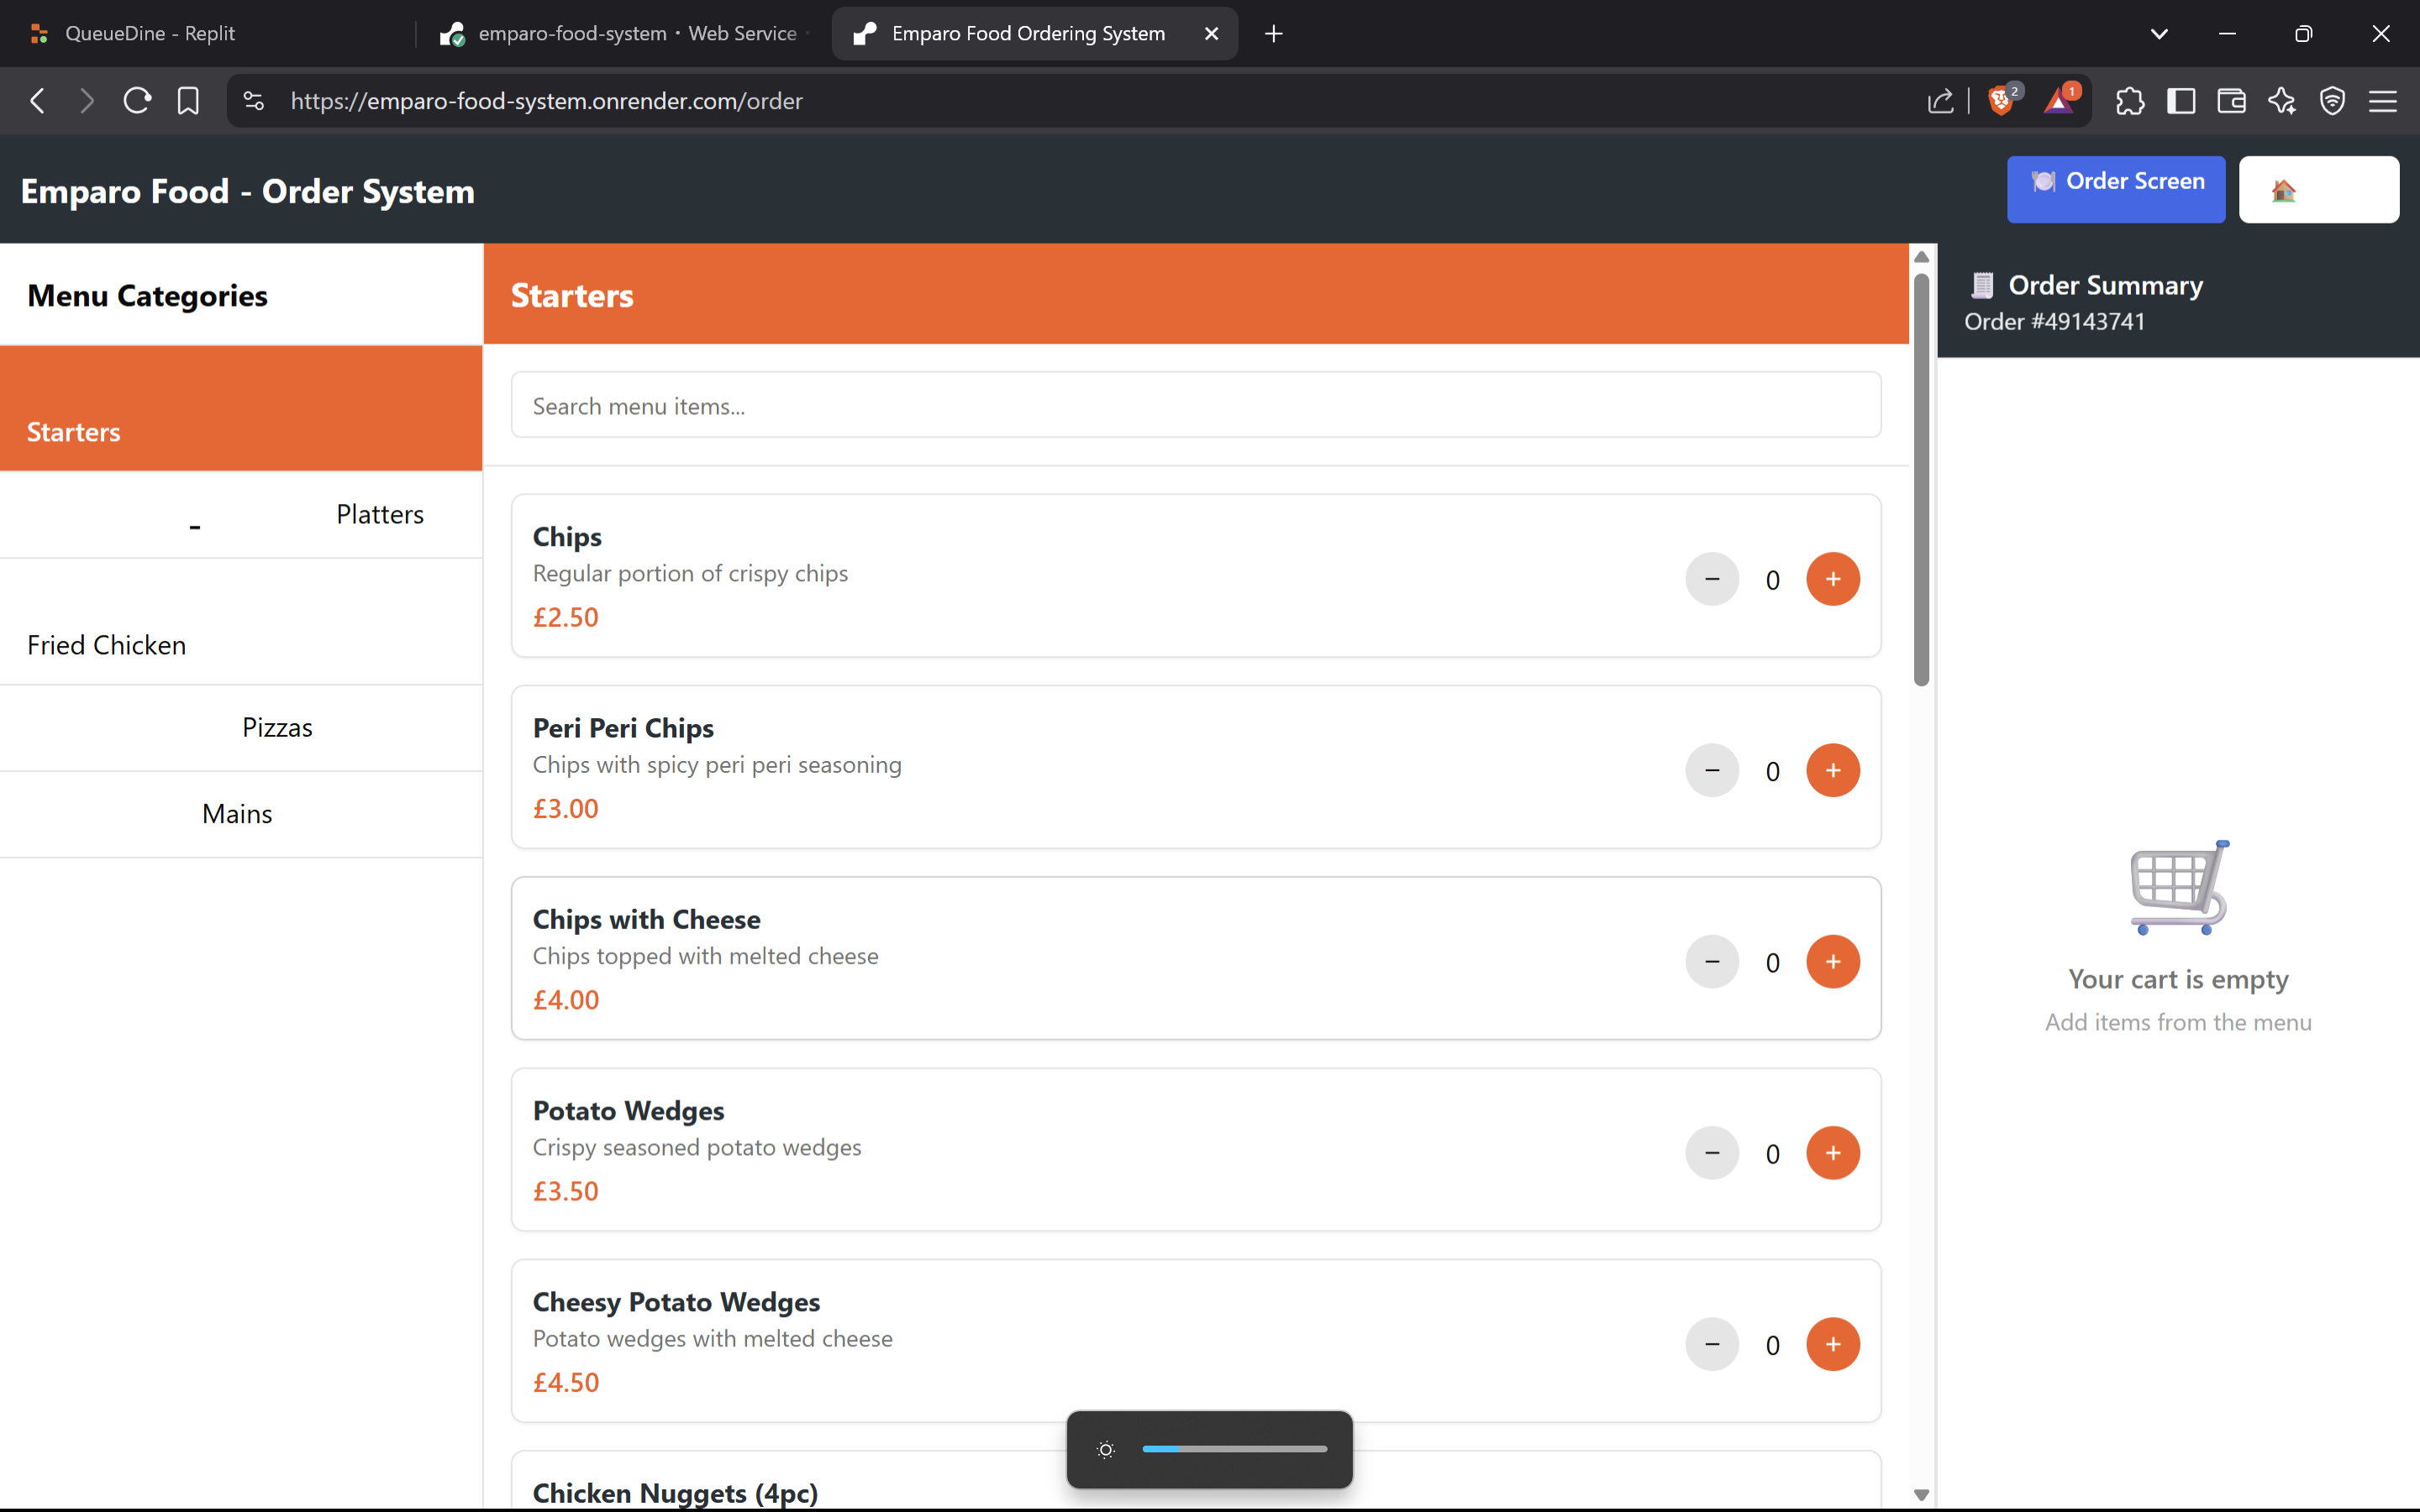 QueueDine - Replit
emparo-food-system • Web Service
Emparo Food Ordering System
https://emparo-food-system.onrender.com/order
2
1
Emparo Food - Order System
Order Screen
Menu Categories
Starters
- Platters
Fried Chicken
Pizzas
Mains
Starters
Search menu items...
Chips
Regular portion of crispy chips
£2.50
− 0 +
Peri Peri Chips
Chips with spicy peri peri seasoning
£3.00
− 0 +
Chips with Cheese
Chips topped with melted cheese
£4.00
− 0 +
Potato Wedges
Crispy seasoned potato wedges
£3.50
− 0 +
Cheesy Potato Wedges
Potato wedges with melted cheese
£4.50
− 0 +
Chicken Nuggets (4pc)
Order Summary
Order #49143741
Your cart is empty
Add items from the menu